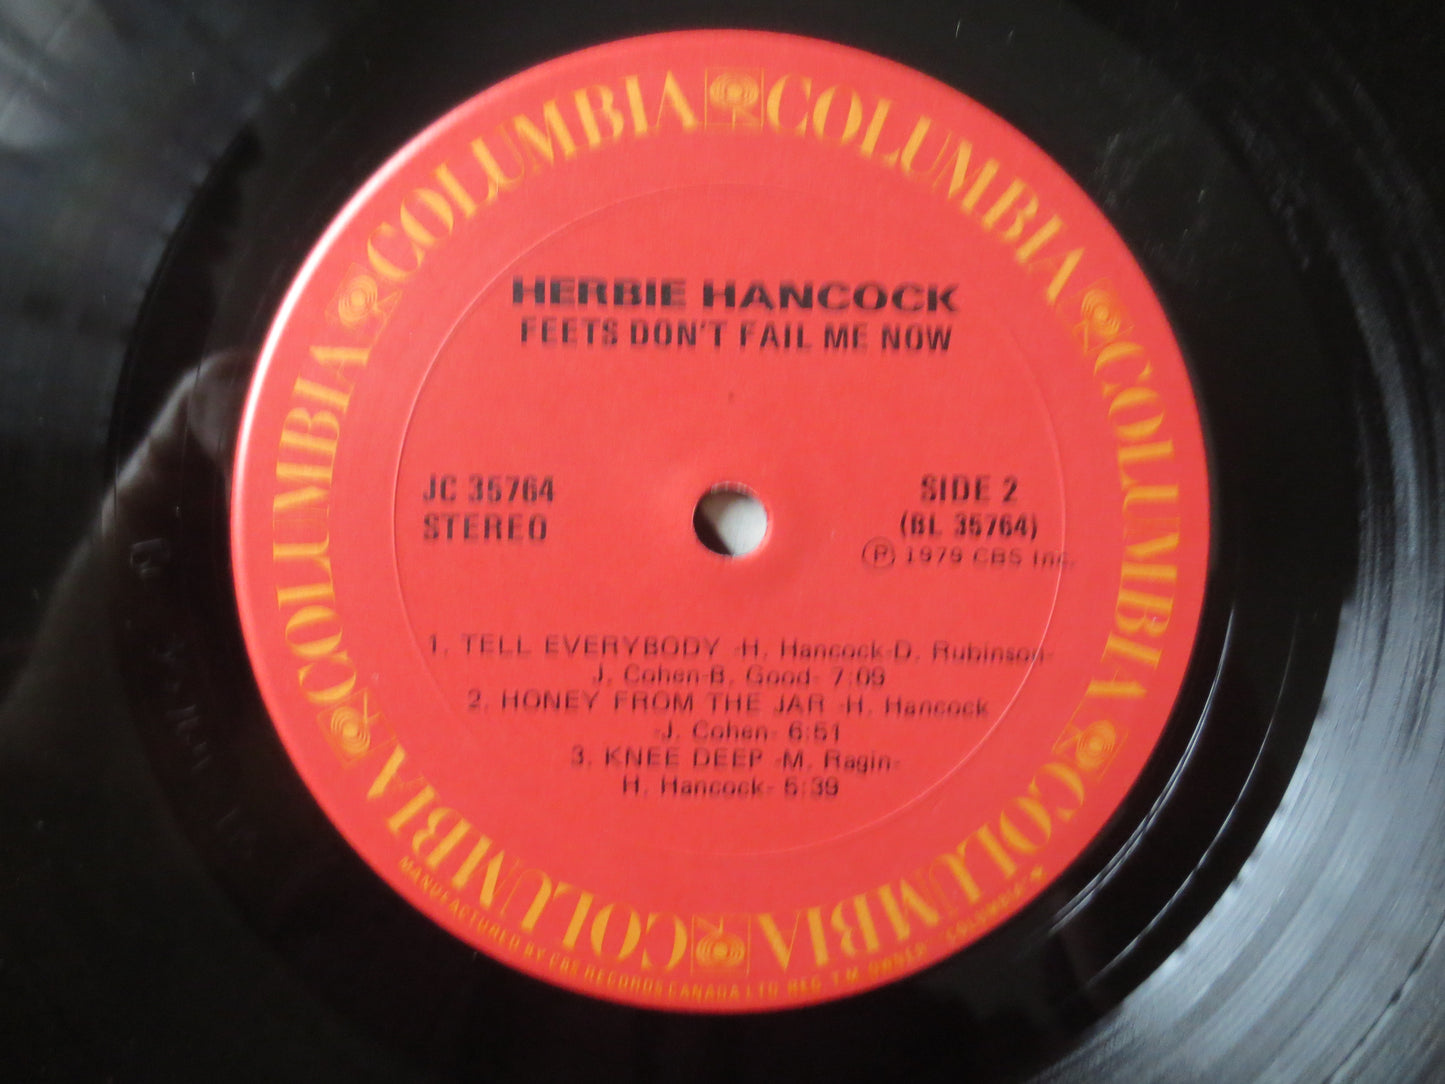 COLUMBIA COLUMBIA COLUMBIA COLUMBIA COLUMBIA COLUMBIA
HERBIE HANCOCK
FEETS DON'T FAIL ME NOW
JC 35764
STEREO
SIDE 2
(BL 35764)
Ⓟ 1979 CBS Inc.
1. TELL EVERYBODY -H. Hancock-D. Rubinson-
J. Cohen-B. Good- 7:09
2. HONEY FROM THE JAR -H. Hancock
-J. Cohen- 6:51
3. KNEE DEEP -M. Ragin-
H. Hancock- 5:39
MANUFACTURED BY CBS RECORDS CANADA LTD REG. T.M. OWNER COLUMBIA